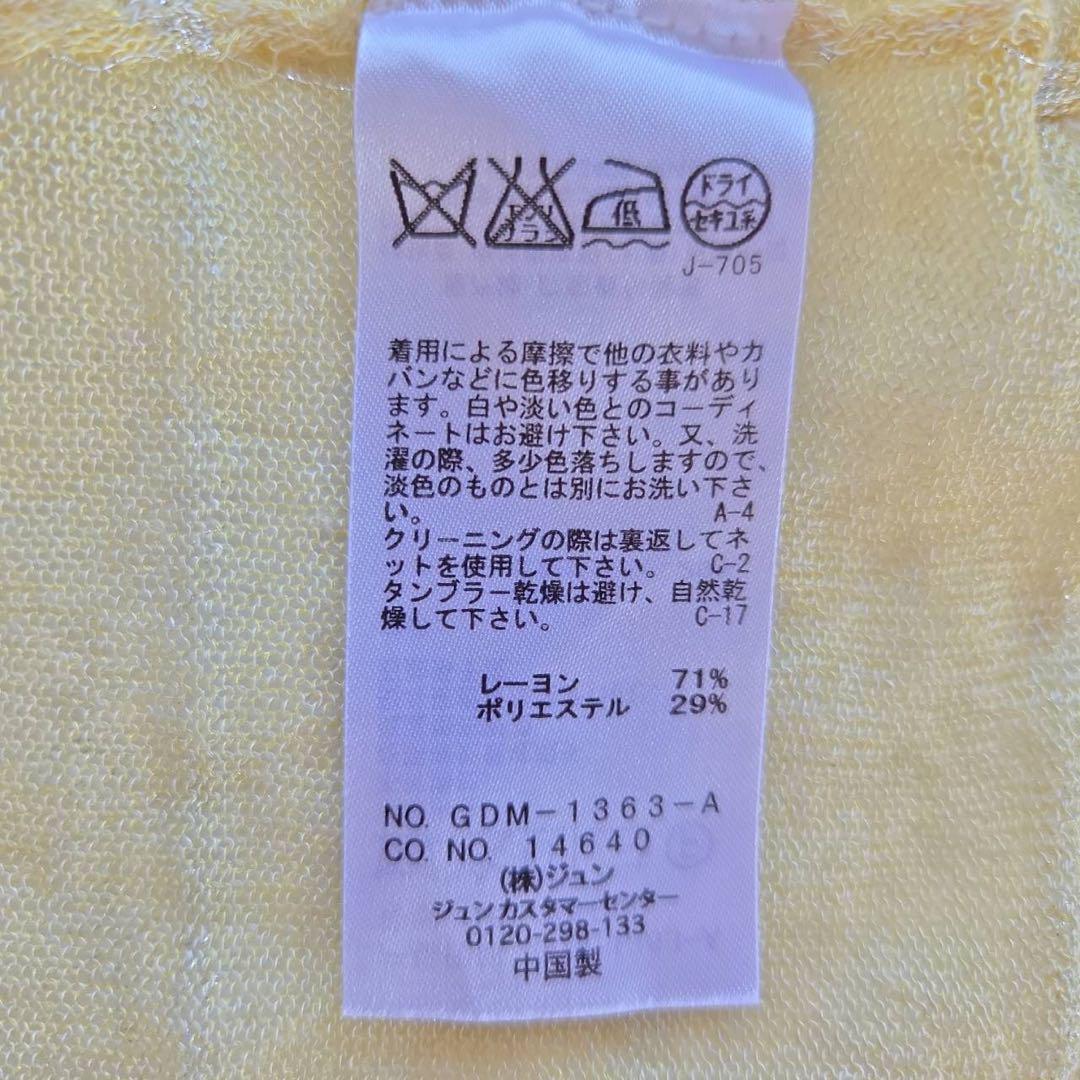 エンソ
サラシ
低
ドライ
セキユ系
J-705
着用による摩擦で他の衣料やカ
バンなどに色移りする事があり
ます。白や淡い色とのコーディ
ネートはお避け下さい。又、洗
濯の際、多少色落ちしますので、
淡色のものとは別にお洗い下さ
い。 A-4
クリーニングの際は裏返してネ
ットを使用して下さい。 C-2
タンブラー乾燥は避け、自然乾
燥して下さい。 C-17
レーヨン 71%
ポリエステル 29%
NO. GDM-1363-A
CO. NO. 14640
(株)ジュン
ジュンカスタマーセンター
0120-298-133
中国製